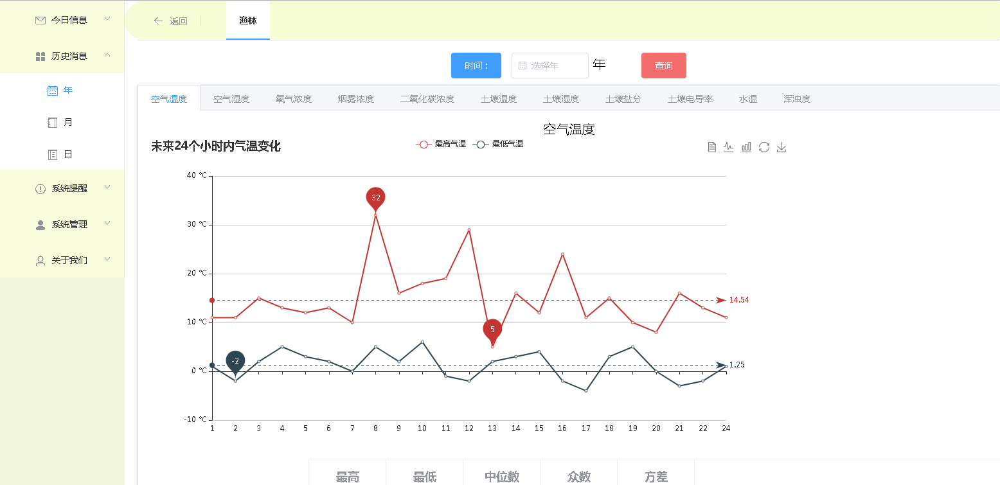 今日信息
历史消息
年
月
日
系统提醒
系统管理
关于我们
返回
渔林
时间：
选择年
年
查询
空气温度 空气湿度 氧气浓度 烟雾浓度 二氧化碳浓度 土壤温度 土壤湿度 土壤盐分 土壤电导率 水温 浑浊度
空气温度
未来24个小时内气温变化
最高气温 最低气温
40 °C
30 °C
20 °C
10 °C
0 °C
-10 °C
32
5
-2
14.54
1.25
1 2 3 4 5 6 7 8 9 10 11 12 13 14 15 16 17 18 19 20 21 22 24
最高 最低 中位数 众数 方差